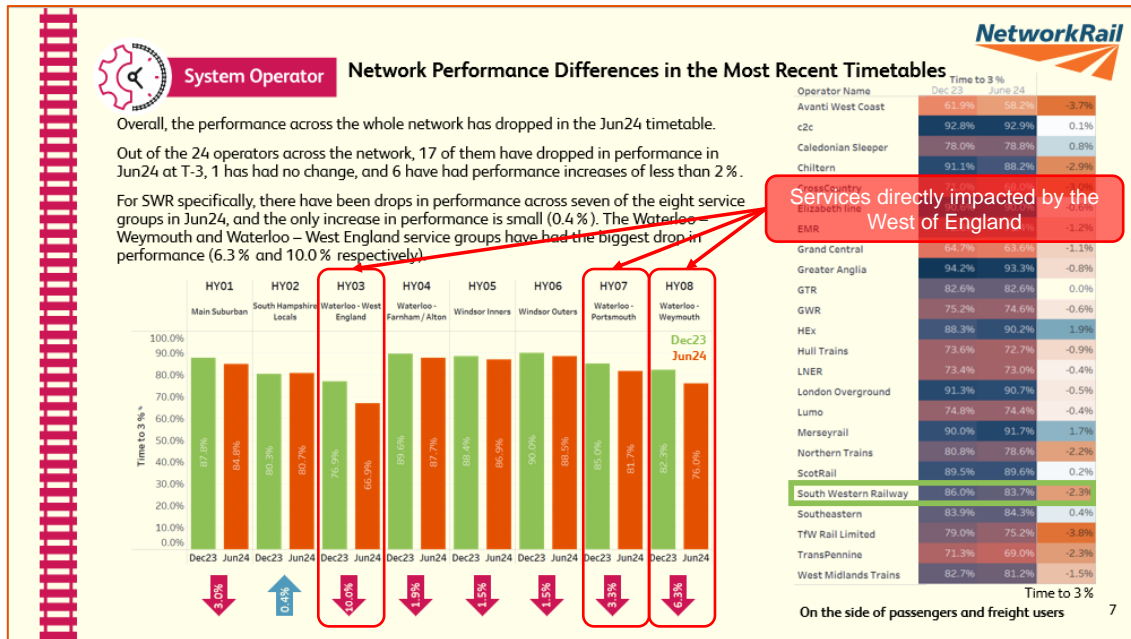 NetworkRail
System Operator
Network Performance Differences in the Most Recent Timetables
Overall, the performance across the whole network has dropped in the Jun24 timetable.
Out of the 24 operators across the network, 17 of them have dropped in performance in
Jun24 at T-3, 1 has had no change, and 6 have had performance increases of less than 2%.
For SWR specifically, there have been drops in performance across seven of the eight service
groups in Jun24, and the only increase in performance is small (0.4%). The Waterloo –
Weymouth and Waterloo – West England service groups have had the biggest drop in
performance (6.3% and 10.0% respectively).
Services directly impacted by the
West of England
HY01 HY02 HY03 HY04 HY05 HY06 HY07 HY08
Main Suburban
South Hampshire
Locals
Waterloo - West
England
Waterloo -
Farnham / Alton
Windsor Inners
Windsor Outers
Waterloo -
Portsmouth
Waterloo -
Weymouth
Dec23
Jun24
Time to 3 %
100.0%
90.0%
80.0%
70.0%
60.0%
50.0%
40.0%
30.0%
20.0%
10.0%
0.0%
87.8% 84.8% 80.3% 80.7% 76.9% 66.9% 89.6% 87.7% 88.4% 86.9% 90.0% 88.5% 85.0% 81.7% 82.3% 76.0%
Dec23 Jun24 Dec23 Jun24 Dec23 Jun24 Dec23 Jun24 Dec23 Jun24 Dec23 Jun24 Dec23 Jun24 Dec23 Jun24
3.0% 0.4% 10.0% 1.9% 1.5% 1.5% 3.3% 6.3%
Time to 3 %
Operator Name Dec 23 June 24
Avanti West Coast 61.9% 58.2% -3.7%
c2c 92.8% 92.9% 0.1%
Caledonian Sleeper 78.0% 78.8% 0.8%
Chiltern 91.1% 88.2% -2.9%
CrossCountry
Elizabeth line
EMR -1.2%
Grand Central 64.7% 63.6% -1.1%
Greater Anglia 94.2% 93.3% -0.8%
GTR 82.6% 82.6% 0.0%
GWR 75.2% 74.6% -0.6%
HEx 88.3% 90.2% 1.9%
Hull Trains 73.6% 72.7% -0.9%
LNER 73.4% 73.0% -0.4%
London Overground 91.3% 90.7% -0.5%
Lumo 74.8% 74.4% -0.4%
Merseyrail 90.0% 91.7% 1.7%
Northern Trains 80.8% 78.6% -2.2%
ScotRail 89.5% 89.6% 0.2%
South Western Railway 86.0% 83.7% -2.3%
Southeastern 83.9% 84.3% 0.4%
TfW Rail Limited 79.0% 75.2% -3.8%
TransPennine 71.3% 69.0% -2.3%
West Midlands Trains 82.7% 81.2% -1.5%
Time to 3 %
On the side of passengers and freight users
7